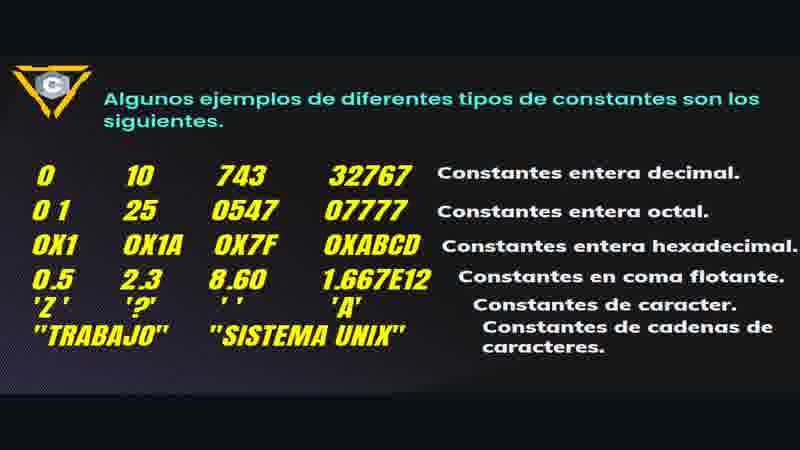 C
Algunos ejemplos de diferentes tipos de constantes son los
siguientes.
0 10 743 32767 Constantes entera decimal.
0 1 25 0547 07777 Constantes entera octal.
0X1 0X1A 0X7F 0XABCD Constantes entera hexadecimal.
0.5 2.3 8.60 1.667E12 Constantes en coma flotante.
'Z ' '?' ' ' 'A' Constantes de caracter.
"TRABAJO" "SISTEMA UNIX" Constantes de cadenas de
caracteres.